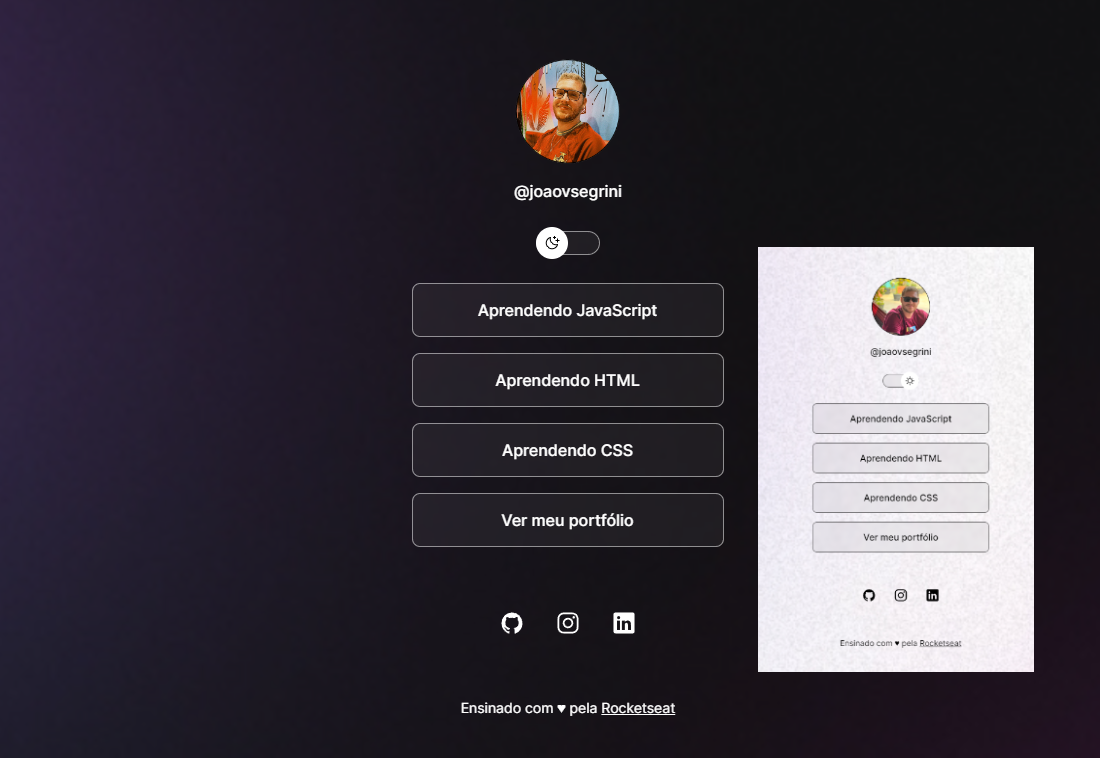 @joaovsegrini
Aprendendo JavaScript
Aprendendo HTML
Aprendendo CSS
Ver meu portfólio
Ensinado com ♥ pela Rocketseat
@joaovsegrini
Aprendendo JavaScript
Aprendendo HTML
Aprendendo CSS
Ver meu portfólio
Ensinado com ♥ pela Rocketseat